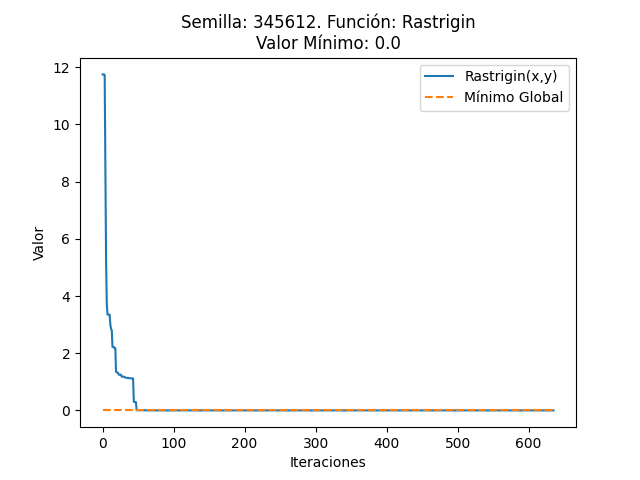 Semilla: 345612. Función: Rastrigin
Valor Mínimo: 0.0
Rastrigin(x,y)
Mínimo Global
12
10
8
6
4
2
0
Valor
0 100 200 300 400 500 600
Iteraciones